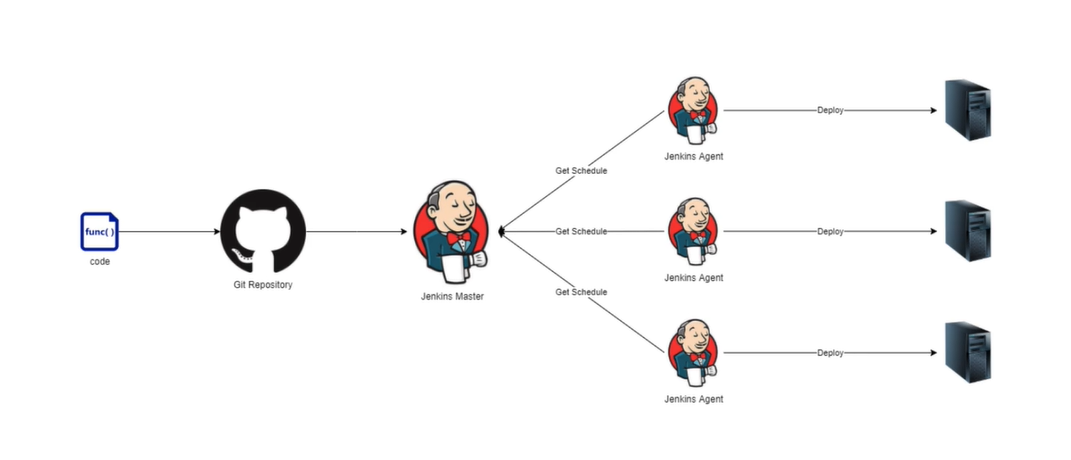 func( )
code
Git Repository
Jenkins Master
Get Schedule
Get Schedule
Get Schedule
Jenkins Agent
Jenkins Agent
Jenkins Agent
Deploy
Deploy
Deploy